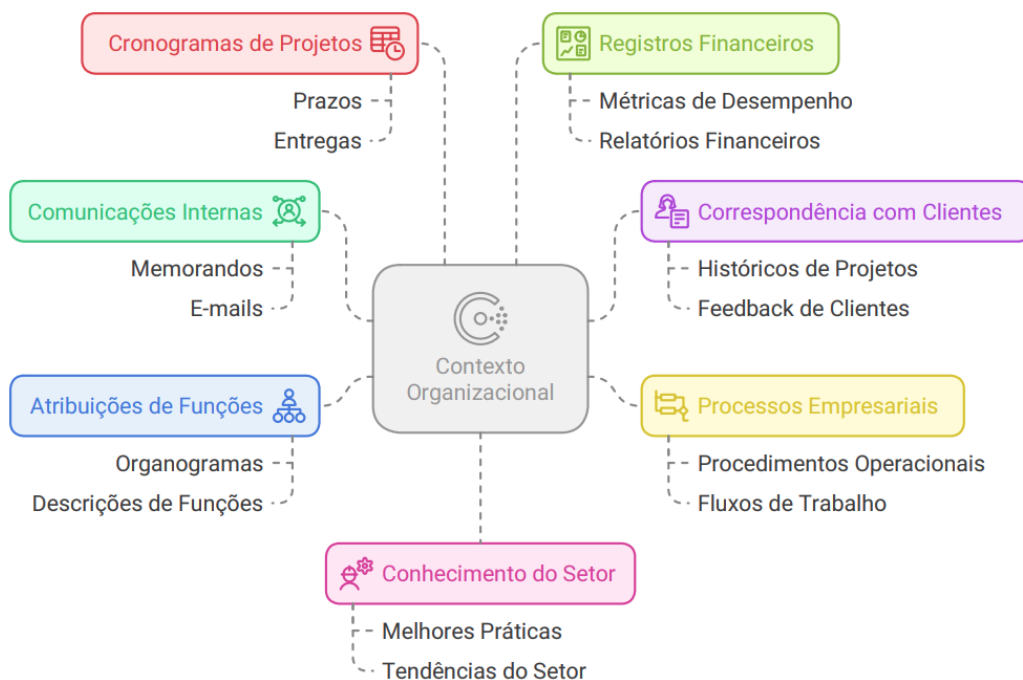 Cronogramas de Projetos
Prazos
Entregas
Registros Financeiros
Métricas de Desempenho
Relatórios Financeiros
Comunicações Internas
Memorandos
E-mails
Correspondência com Clientes
Históricos de Projetos
Feedback de Clientes
Contexto
Organizacional
Atribuições de Funções
Organogramas
Descrições de Funções
Processos Empresariais
Procedimentos Operacionais
Fluxos de Trabalho
Conhecimento do Setor
Melhores Práticas
Tendências do Setor